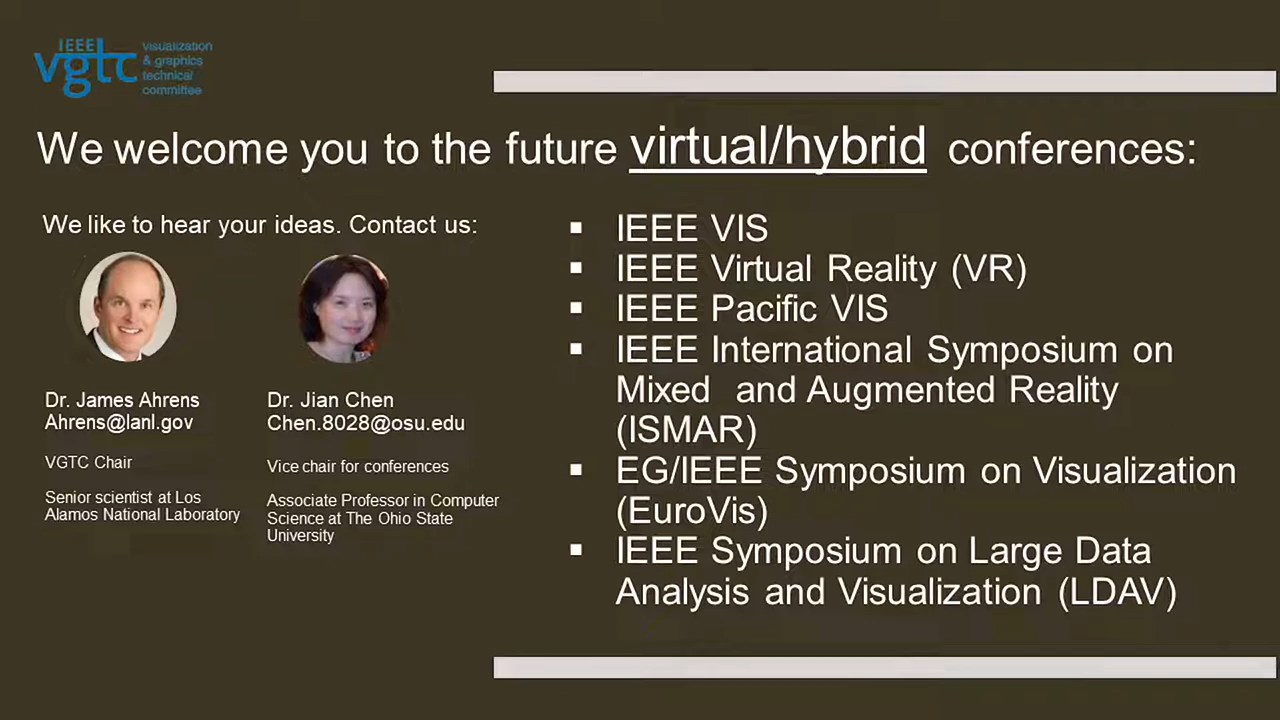 IEEE
vgtc
visualization
& graphics
technical
committee
We welcome you to the future virtual/hybrid conferences:
We like to hear your ideas. Contact us:
Dr. James Ahrens
Ahrens@lanl.gov
VGTC Chair
Senior scientist at Los
Alamos National Laboratory
Dr. Jian Chen
Chen.8028@osu.edu
Vice chair for conferences
Associate Professor in Computer
Science at The Ohio State
University
▪ IEEE VIS
▪ IEEE Virtual Reality (VR)
▪ IEEE Pacific VIS
▪ IEEE International Symposium on
Mixed and Augmented Reality
(ISMAR)
▪ EG/IEEE Symposium on Visualization
(EuroVis)
▪ IEEE Symposium on Large Data
Analysis and Visualization (LDAV)